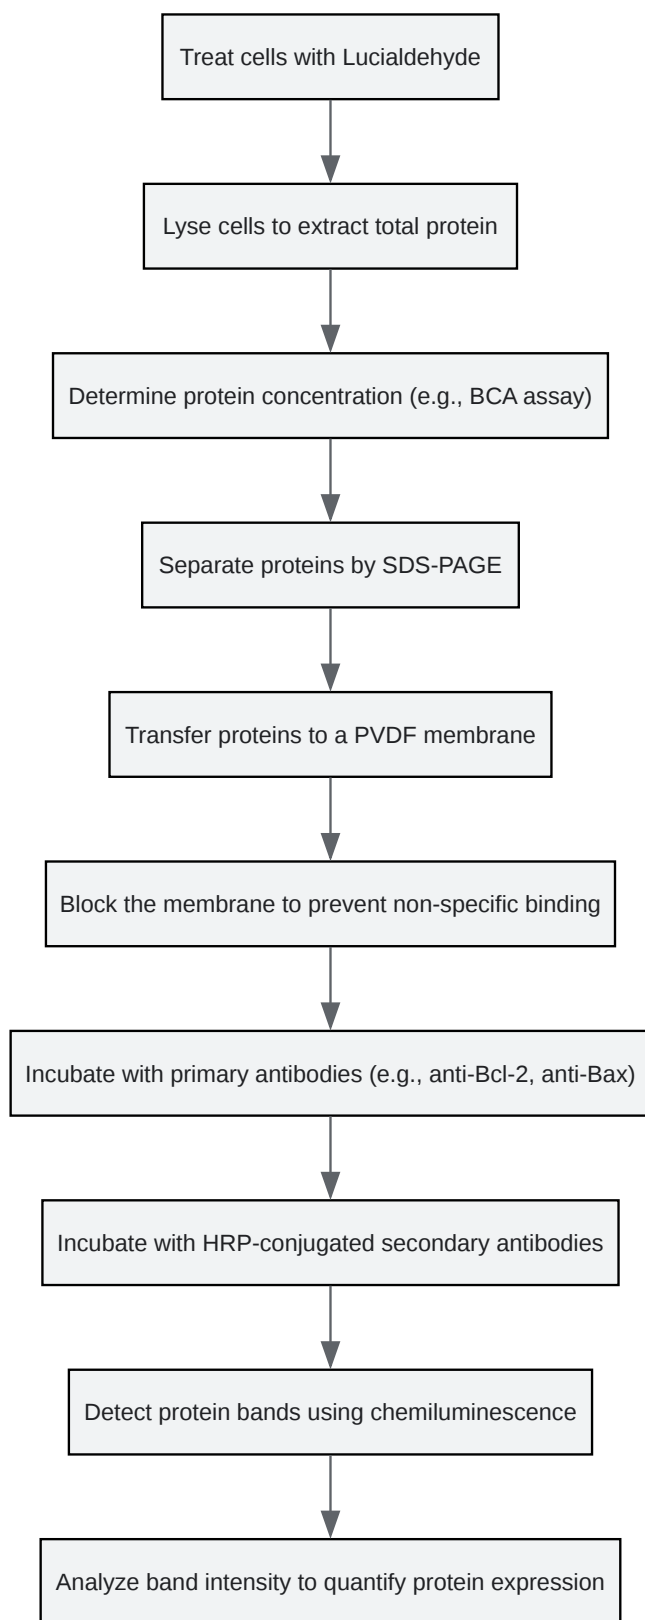 Treat cells with Lucialdehyde
Lyse cells to extract total protein
Determine protein concentration (e.g., BCA assay)
Separate proteins by SDS-PAGE
Transfer proteins to a PVDF membrane
Block the membrane to prevent non-specific binding
Incubate with primary antibodies (e.g., anti-Bcl-2, anti-Bax)
Incubate with HRP-conjugated secondary antibodies
Detect protein bands using chemiluminescence
Analyze band intensity to quantify protein expression